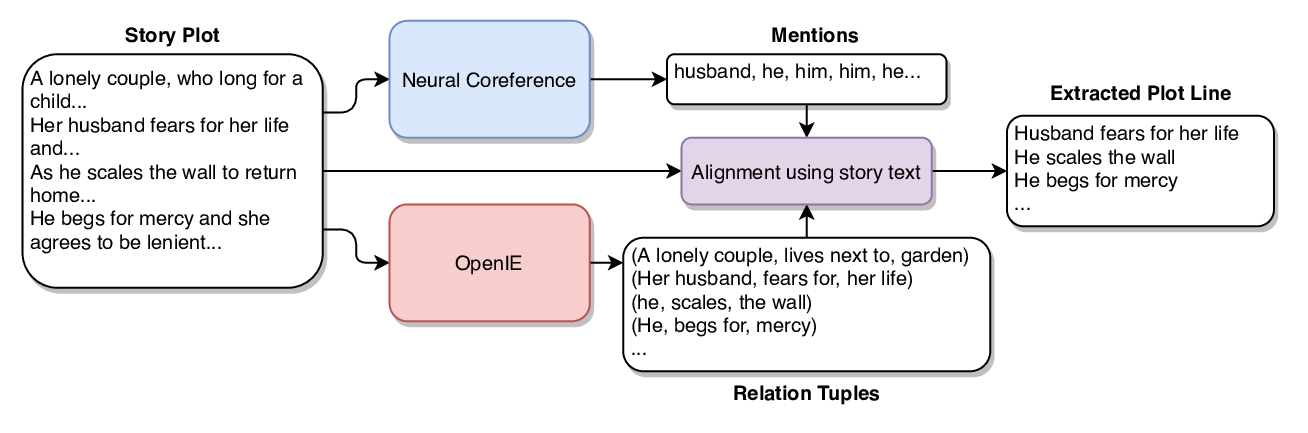 Story Plot
A lonely couple, who long for a
child...
Her husband fears for her life
and...
As he scales the wall to return
home...
He begs for mercy and she
agrees to be lenient...
Neural Coreference
OpenIE
Mentions
husband, he, him, him, he...
Alignment using story text
(A lonely couple, lives next to, garden)
(Her husband, fears for, her life)
(he, scales, the wall)
(He, begs for, mercy)
...
Relation Tuples
Extracted Plot Line
Husband fears for her life
He scales the wall
He begs for mercy
...